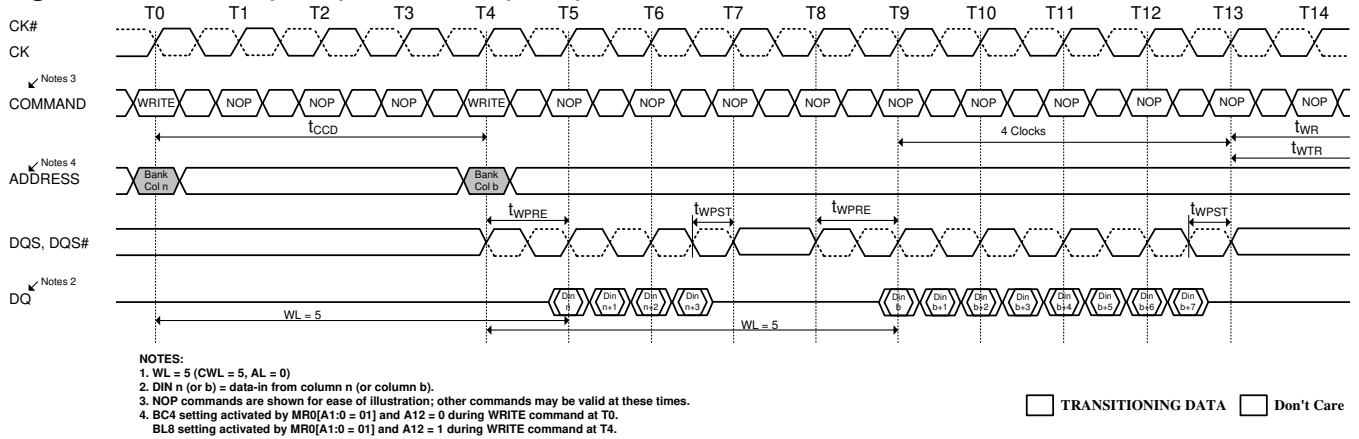 T0 T1 T2 T3 T4 T5 T6 T7 T8 T9 T10 T11 T12 T13 T14
CK#
CK
Notes 3
COMMAND
WRITE NOP NOP NOP WRITE NOP NOP NOP NOP NOP NOP NOP NOP NOP NOP
tCCD
4 Clocks
tWR
tWTR
Notes 4
ADDRESS
Bank Col n
Bank Col b
tWPRE tWPST tWPRE tWPST
DQS, DQS#
Notes 2
DQ
Din n Din n+1 Din n+2 Din n+3 Din b Din b+1 Din b+2 Din b+3 Din b+4 Din b+5 Din b+6 Din b+7
WL = 5
WL = 5
NOTES:
1. WL = 5 (CWL = 5, AL = 0)
2. DIN n (or b) = data-in from column n (or column b).
3. NOP commands are shown for ease of illustration; other commands may be valid at these times.
4. BC4 setting activated by MR0[A1:0 = 01] and A12 = 0 during WRITE command at T0.
BL8 setting activated by MR0[A1:0 = 01] and A12 = 1 during WRITE command at T4.
TRANSITIONING DATA Don't Care